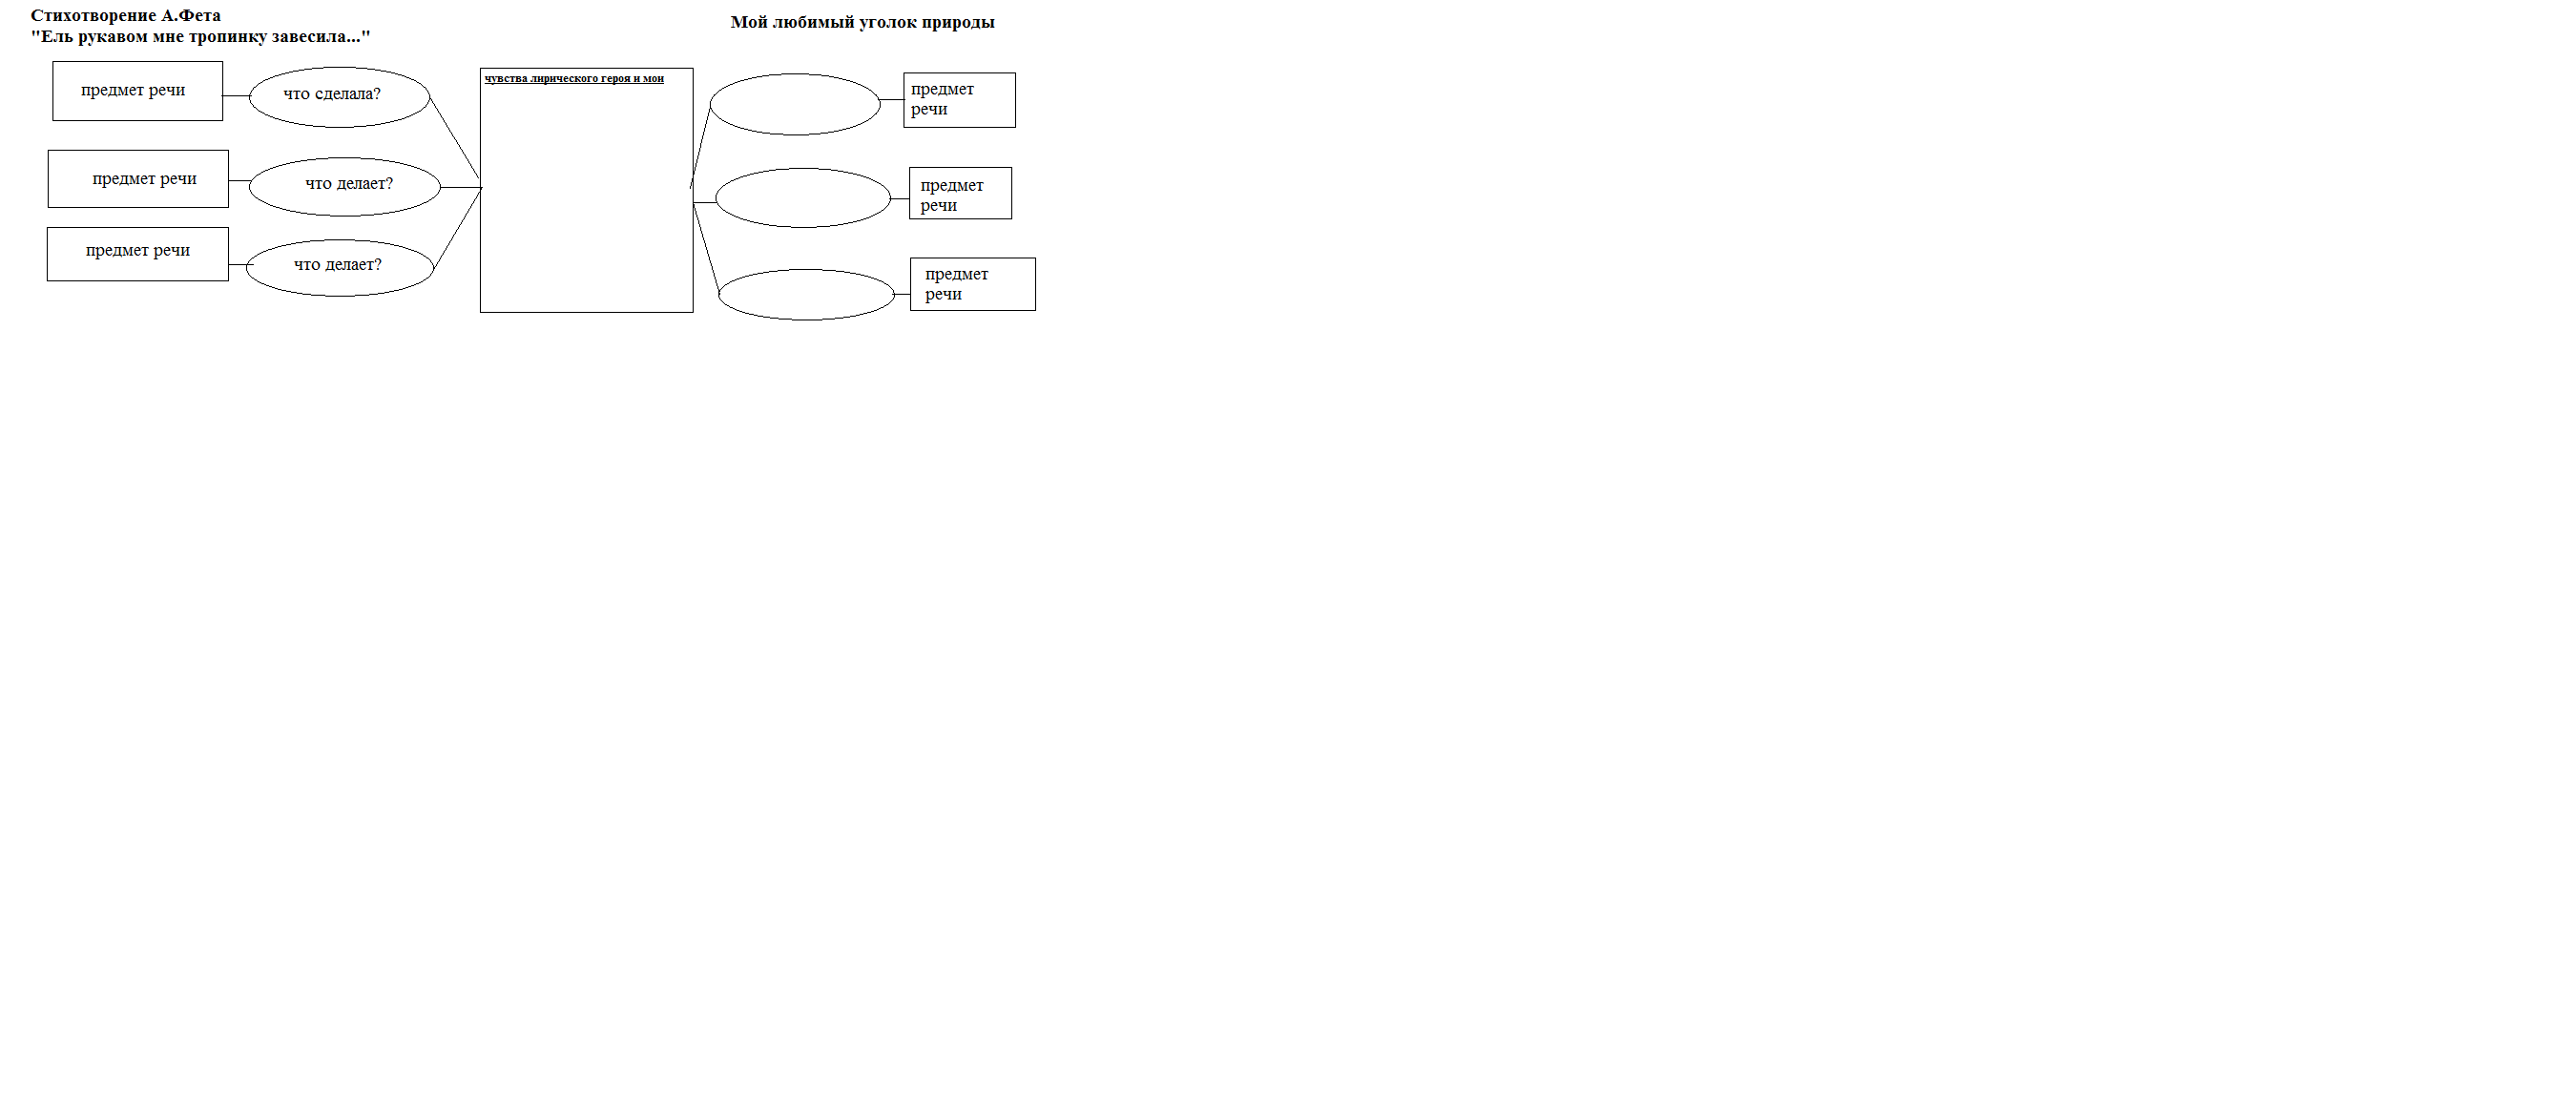 Стихотворение А.Фета
"Ель рукавом мне тропинку завесила..."
Мой любимый уголок природы
предмет речи
что сделала?
чувства лирического героя и мои
предмет
речи
предмет речи
что делает?
предмет
речи
предмет речи
что делает?
предмет
речи